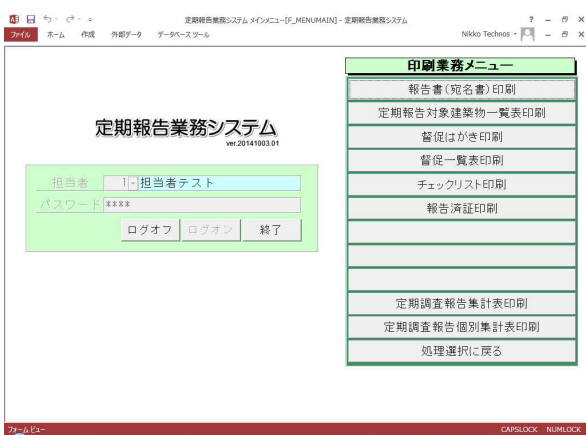 定期報告業務システム メインメニュー-[F_MENUMAIN] - 定期報告業務システム
ファイル ホーム 作成 外部データ データベース ツール Nikko Technos
印刷業務メニュー
報告書(宛名書)印刷
定期報告対象建築物一覧表印刷
督促はがき印刷
督促一覧表印刷
チェックリスト印刷
報告済証印刷
定期調査報告集計表印刷
定期調査報告個別集計表印刷
処理選択に戻る
定期報告業務システム
ver.20141003.01
担当者 1 担当者テスト
パスワード ****
ログオフ ログオン 終了
フォーム ビュー CAPSLOCK NUMLOCK